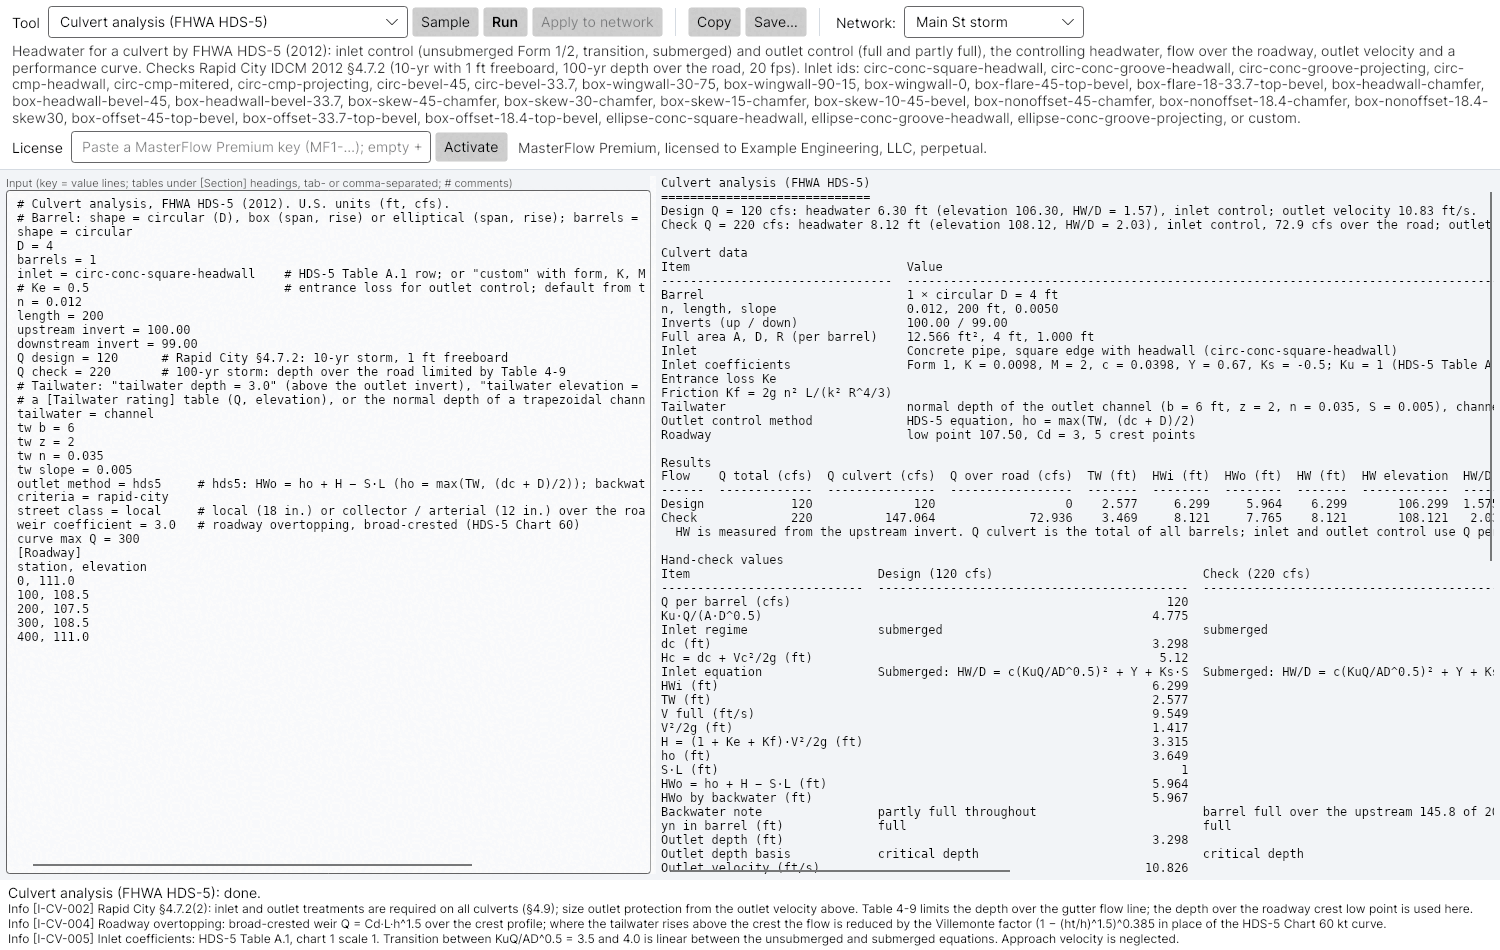 Tool
Culvert analysis (FHWA HDS-5)
Sample
Run
Apply to network
Copy
Save...
Network:
Main St storm
Headwater for a culvert by FHWA HDS-5 (2012): inlet control (unsubmerged Form 1/2, transition, submerged) and outlet control (full and partly full), the controlling headwater, flow over the roadway, outlet velocity and a
performance curve. Checks Rapid City IDCM 2012 §4.7.2 (10-yr with 1 ft freeboard, 100-yr depth over the road, 20 fps). Inlet ids: circ-conc-square-headwall, circ-conc-groove-headwall, circ-conc-groove-projecting, circ-
cmp-headwall, circ-cmp-mitered, circ-cmp-projecting, circ-bevel-45, circ-bevel-33.7, box-wingwall-30-75, box-wingwall-90-15, box-wingwall-0, box-flare-45-top-bevel, box-flare-18-33.7-top-bevel, box-headwall-chamfer,
box-headwall-bevel-45, box-headwall-bevel-33.7, box-skew-45-chamfer, box-skew-30-chamfer, box-skew-15-chamfer, box-skew-10-45-bevel, box-nonoffset-45-chamfer, box-nonoffset-18.4-chamfer, box-nonoffset-18.4-
skew30, box-offset-45-top-bevel, box-offset-33.7-top-bevel, box-offset-18.4-top-bevel, ellipse-conc-square-headwall, ellipse-conc-groove-headwall, ellipse-conc-groove-projecting, or custom.
License
Paste a MasterFlow Premium key (MF1-...); empty +
Activate
MasterFlow Premium, licensed to Example Engineering, LLC, perpetual.
Input (key = value lines; tables under [Section] headings, tab- or comma-separated; # comments)
# Culvert analysis, FHWA HDS-5 (2012). U.S. units (ft, cfs).
# Barrel: shape = circular (D), box (span, rise) or elliptical (span, rise); barrels =
shape = circular
D = 4
barrels = 1
inlet = circ-conc-square-headwall    # HDS-5 Table A.1 row; or "custom" with form, K, M
# Ke = 0.5                           # entrance loss for outlet control; default from t
n = 0.012
length = 200
upstream invert = 100.00
downstream invert = 99.00
Q design = 120      # Rapid City §4.7.2: 10-yr storm, 1 ft freeboard
Q check = 220       # 100-yr storm: depth over the road limited by Table 4-9
# Tailwater: "tailwater depth = 3.0" (above the outlet invert), "tailwater elevation =
# a [Tailwater rating] table (Q, elevation), or the normal depth of a trapezoidal chann
tailwater = channel
tw b = 6
tw z = 2
tw n = 0.035
tw slope = 0.005
outlet method = hds5     # hds5: HWo = ho + H − S·L (ho = max(TW, (dc + D)/2)); backwat
criteria = rapid-city
street class = local     # local (18 in.) or collector / arterial (12 in.) over the roa
weir coefficient = 3.0   # roadway overtopping, broad-crested (HDS-5 Chart 60)
curve max Q = 300
[Roadway]
station, elevation
0, 111.0
100, 108.5
200, 107.5
300, 108.5
400, 111.0
Culvert analysis (FHWA HDS-5)
=============================
Design Q = 120 cfs: headwater 6.30 ft (elevation 106.30, HW/D = 1.57), inlet control; outlet velocity 10.83 ft/s.
Check Q = 220 cfs: headwater 8.12 ft (elevation 108.12, HW/D = 2.03), inlet control, 72.9 cfs over the road; outlet
Culvert data
Item                              Value
Barrel                            1 × circular D = 4 ft
n, length, slope                  0.012, 200 ft, 0.0050
Inverts (up / down)               100.00 / 99.00
Full area A, D, R (per barrel)    12.566 ft², 4 ft, 1.000 ft
Inlet                             Concrete pipe, square edge with headwall (circ-conc-square-headwall)
Inlet coefficients                Form 1, K = 0.0098, M = 2, c = 0.0398, Y = 0.67, Ks = -0.5; Ku = 1 (HDS-5 Table A
Entrance loss Ke
Friction Kf = 2g n² L/(k² R^4/3)
Tailwater                         normal depth of the outlet channel (b = 6 ft, z = 2, n = 0.035, S = 0.005), chann
Outlet control method             HDS-5 equation, ho = max(TW, (dc + D)/2)
Roadway                           low point 107.50, Cd = 3, 5 crest points
Results
Flow    Q total (cfs)  Q culvert (cfs)  Q over road (cfs)  TW (ft)  HWi (ft)  HWo (ft)  HW (ft)  HW elevation  HW/D
Design            120              120                  0    2.577     6.299     5.964    6.299       106.299  1.57
Check             220          147.064             72.936    3.469     8.121     7.765    8.121       108.121   2.0
HW is measured from the upstream invert. Q culvert is the total of all barrels; inlet and outlet control use Q pe
Hand-check values
Item                          Design (120 cfs)                             Check (220 cfs)
Q per barrel (cfs)            120
Ku·Q/(A·D^0.5)                4.775
Inlet regime                  submerged                                    submerged
dc (ft)                       3.298
Hc = dc + Vc²/2g (ft)         5.12
Inlet equation                Submerged: HW/D = c(KuQ/AD^0.5)² + Y + Ks·S  Submerged: HW/D = c(KuQ/AD^0.5)² + Y + Ks
HWi (ft)                      6.299
TW (ft)                       2.577
V full (ft/s)                 9.549
V²/2g (ft)                    1.417
H = (1 + Ke + Kf)·V²/2g (ft)  3.315
ho (ft)                       3.649
S·L (ft)                      1
HWo = ho + H − S·L (ft)       5.964
HWo by backwater (ft)         5.967
Backwater note                partly full throughout                       barrel full over the upstream 145.8 of 20
yn in barrel (ft)             full                                         full
Outlet depth (ft)             3.298
Outlet depth basis            critical depth                               critical depth
Outlet velocity (ft/s)        10.826
Culvert analysis (FHWA HDS-5): done.
Info [I-CV-002] Rapid City §4.7.2(2): inlet and outlet treatments are required on all culverts (§4.9); size outlet protection from the outlet velocity above. Table 4-9 limits the depth over the gutter flow line; the depth over the roadway crest low point is used here.
Info [I-CV-004] Roadway overtopping: broad-crested weir Q = Cd·L·h^1.5 over the crest profile; where the tailwater rises above the crest the flow is reduced by the Villemonte factor (1 − (ht/h)^1.5)^0.385 in place of the HDS-5 Chart 60 kt curve.
Info [I-CV-005] Inlet coefficients: HDS-5 Table A.1, chart 1 scale 1. Transition between KuQ/AD^0.5 = 3.5 and 4.0 is linear between the unsubmerged and submerged equations. Approach velocity is neglected.